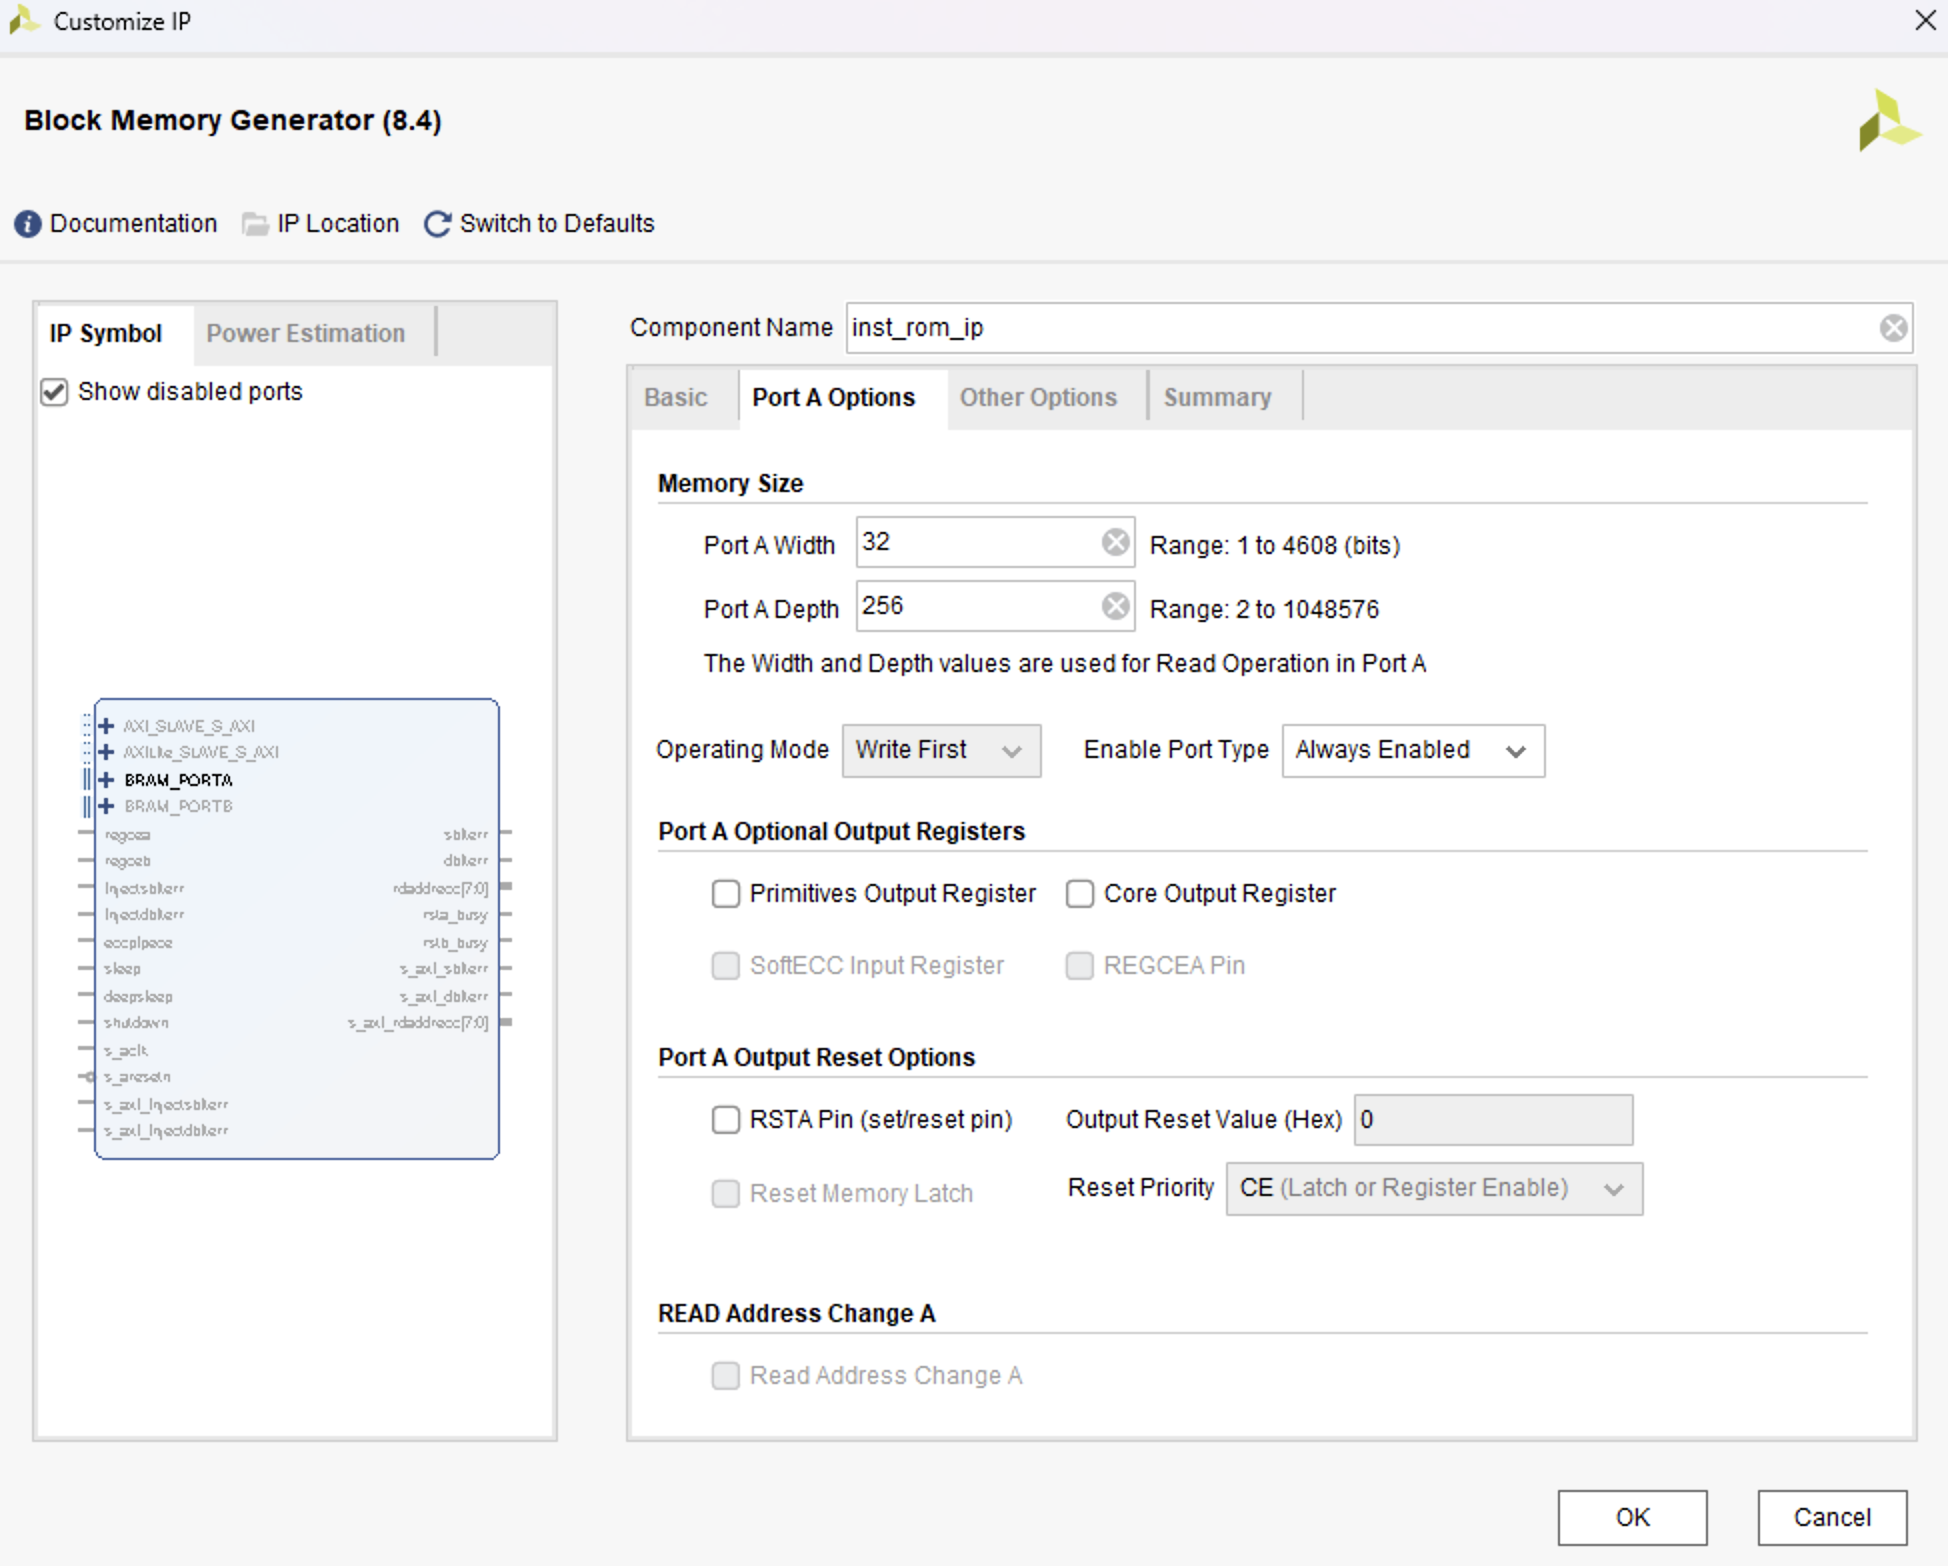 Customize IP
Block Memory Generator (8.4)
Documentation IP Location Switch to Defaults
IP Symbol Power Estimation
Show disabled ports
AXI_SLAVE_S_AXI
AXILite_SLAVE_S_AXI
BRAM_PORTA
BRAM_PORTB
regcea sbiterr
regceb dbiterr
injectsbiterr rdaddrecc[7:0]
injectdbiterr rsta_busy
eccpipece rstb_busy
sleep s_axi_sbiterr
deepsleep s_axi_dbiterr
shutdown s_axi_rdaddrecc[7:0]
s_aclk
s_aresetn
s_axi_injectsbiterr
s_axi_injectdbiterr
Component Name inst_rom_ip
Basic Port A Options Other Options Summary
Memory Size
Port A Width 32 Range: 1 to 4608 (bits)
Port A Depth 256 Range: 2 to 1048576
The Width and Depth values are used for Read Operation in Port A
Operating Mode Write First Enable Port Type Always Enabled
Port A Optional Output Registers
Primitives Output Register Core Output Register
SoftECC Input Register REGCEA Pin
Port A Output Reset Options
RSTA Pin (set/reset pin) Output Reset Value (Hex) 0
Reset Memory Latch Reset Priority CE (Latch or Register Enable)
READ Address Change A
Read Address Change A
OK Cancel